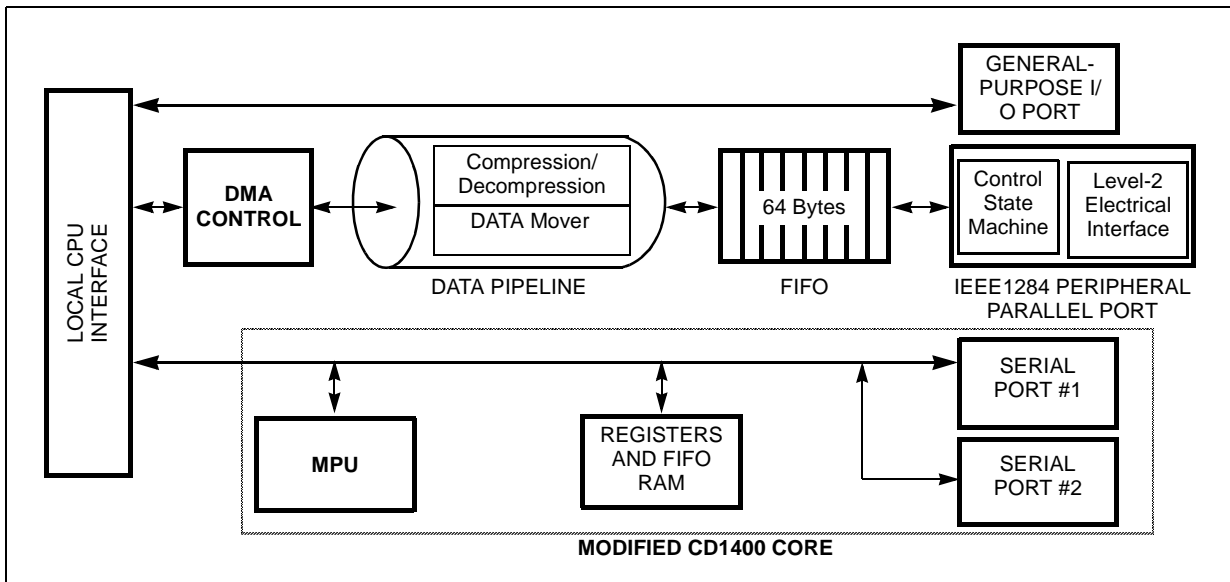 GENERAL-
PURPOSE I/
O PORT
LOCAL CPU
INTERFACE
DMA
CONTROL
Compression/
Decompression
DATA Mover
DATA PIPELINE
64 Bytes
FIFO
Control
State
Machine
Level-2
Electrical
Interface
IEEE1284 PERIPHERAL
PARALLEL PORT
MPU
REGISTERS
AND FIFO
RAM
SERIAL
PORT #1
SERIAL
PORT #2
MODIFIED CD1400 CORE